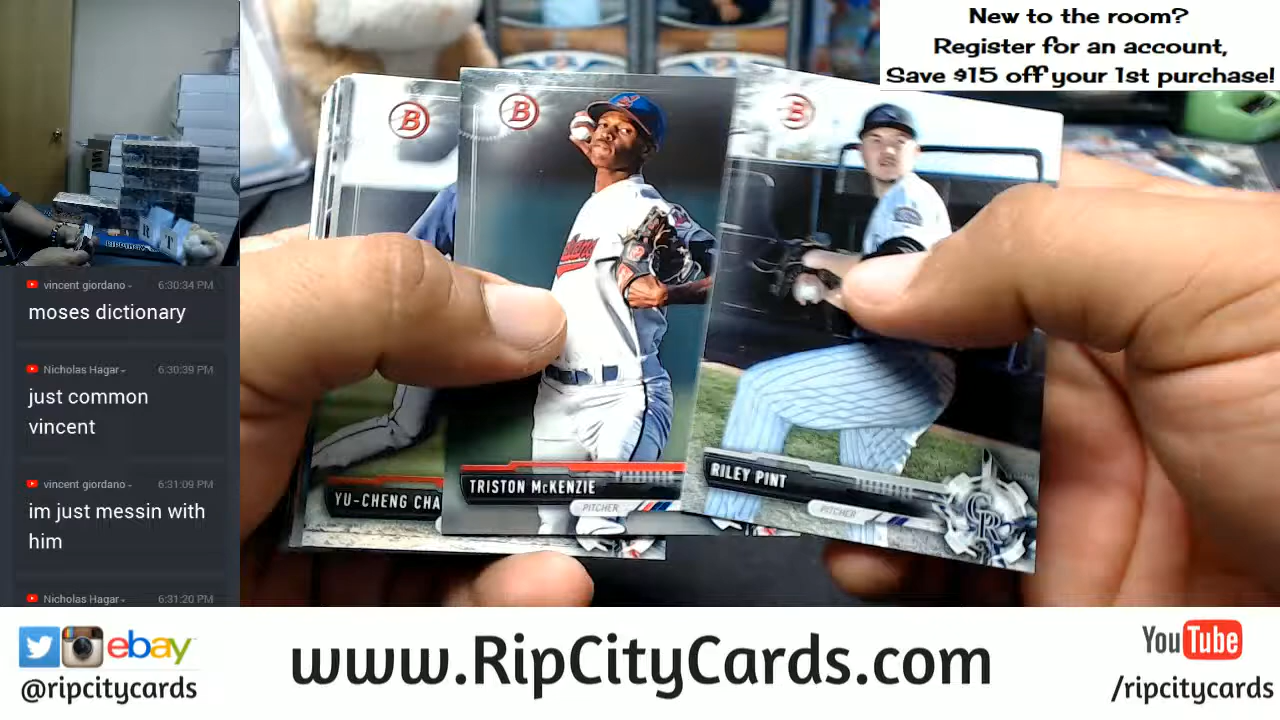 New to the room?
Register for an account,
Save $15 off your 1st purchase!
vincent giordano
6:30:34 PM
moses dictionary
Nicholas Hagar
6:30:39 PM
just common
vincent
vincent giordano
6:31:09 PM
im just messin with
him
Nicholas Hagar
6:31:20 PM
B
B
B
Indians
YU-CHENG CHA
TRISTON McKENZIE
PITCHER
RILEY PINT
PITCHER
CR
R T
ebay
@ripcitycards
www.RipCityCards.com
YouTube
/ripcitycards